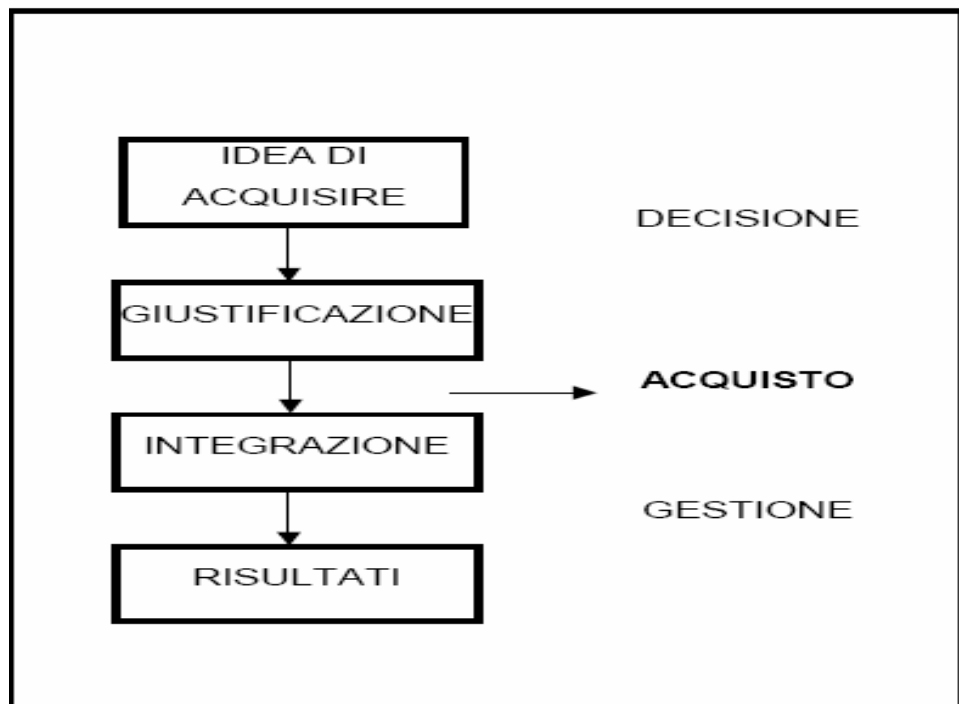 IDEA DI
ACQUISIRE
DECISIONE
GIUSTIFICAZIONE
ACQUISTO
INTEGRAZIONE
GESTIONE
RISULTATI